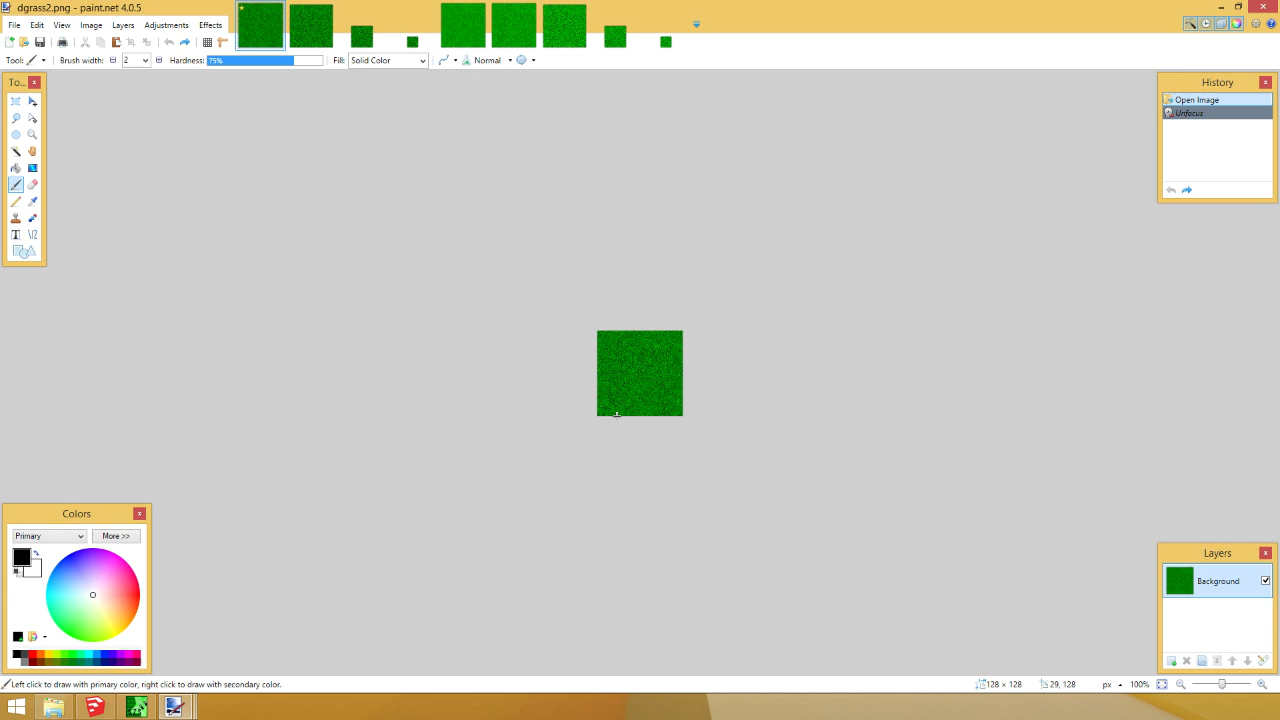 dgrass2.png - paint.net 4.0.5
File Edit View Image Layers Adjustments Effects
Tool: Brush width: 2 Hardness: 75% Fill: Solid Color Normal
To...
History
Open Image
Unfocus
Colors
Primary
More >>
Layers
Background
Left click to draw with primary color, right click to draw with secondary color.
128 × 128
29, 128
px
100%